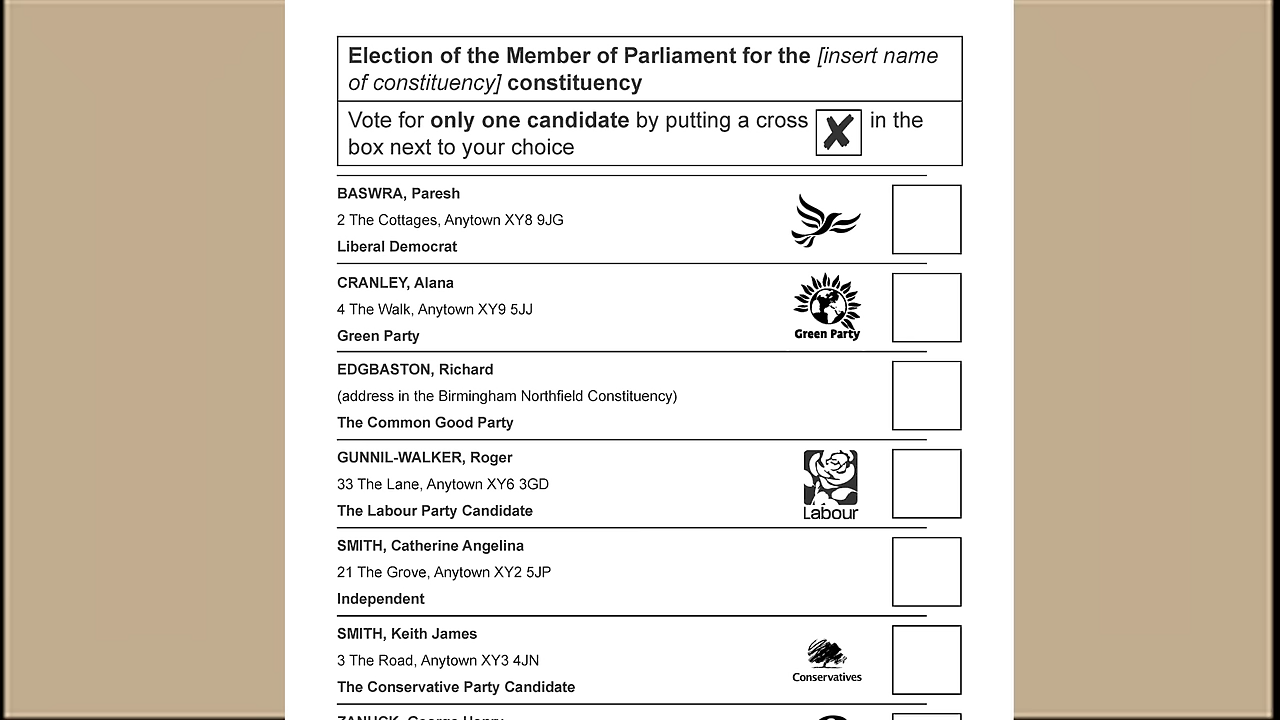 Election of the Member of Parliament for the [insert name
of constituency] constituency
Vote for only one candidate by putting a cross in the
box next to your choice
BASWRA, Paresh
2 The Cottages, Anytown XY8 9JG
Liberal Democrat
CRANLEY, Alana
4 The Walk, Anytown XY9 5JJ
Green Party
Green Party
EDGBASTON, Richard
(address in the Birmingham Northfield Constituency)
The Common Good Party
GUNNIL-WALKER, Roger
33 The Lane, Anytown XY6 3GD
The Labour Party Candidate
Labour
SMITH, Catherine Angelina
21 The Grove, Anytown XY2 5JP
Independent
SMITH, Keith James
3 The Road, Anytown XY3 4JN
The Conservative Party Candidate
Conservatives
ZANUCK, George Henry